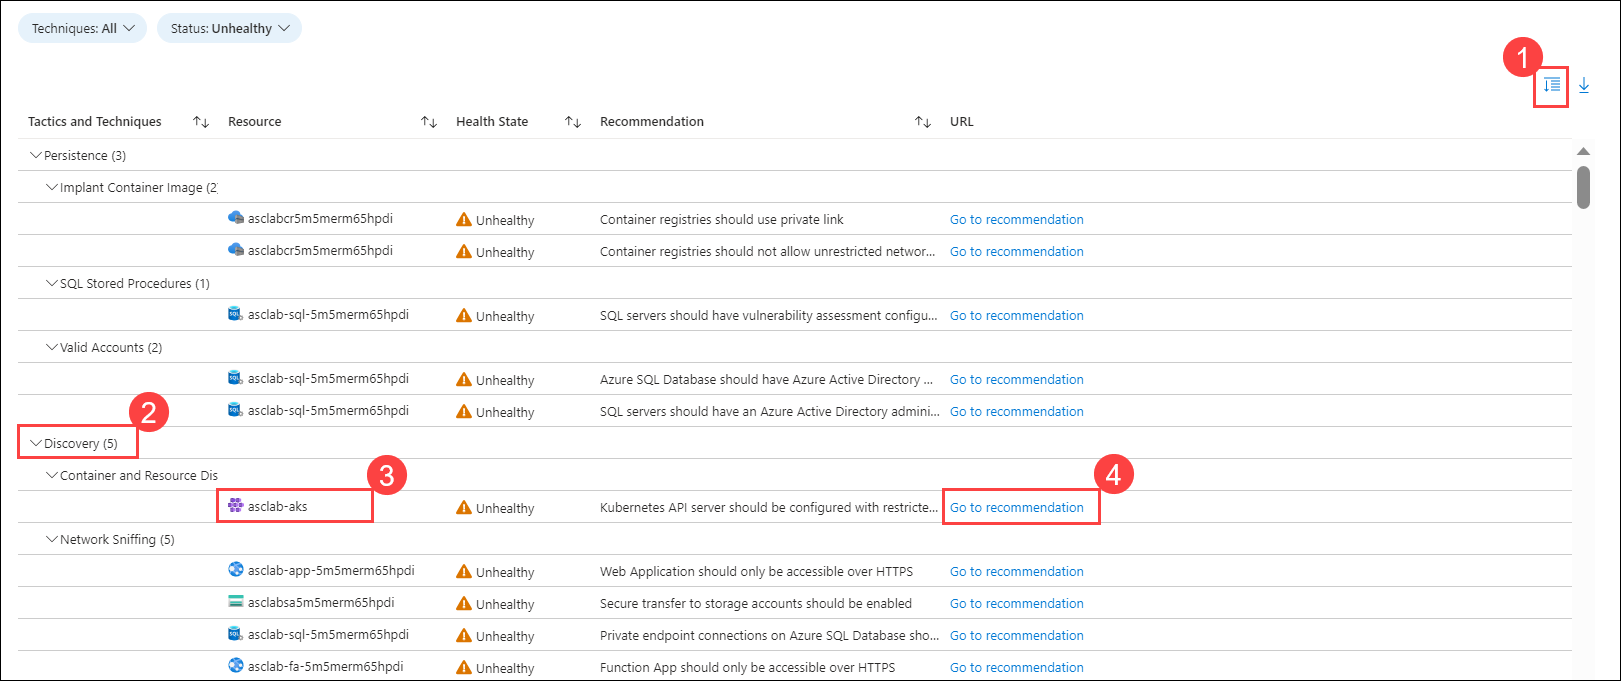 Techniques: All Status: Unhealthy
1
Tactics and Techniques Resource Health State Recommendation URL
Persistence (3)
Implant Container Image (2)
asclabcr5m5merm65hpdi Unhealthy Container registries should use private link Go to recommendation
asclabcr5m5merm65hpdi Unhealthy Container registries should not allow unrestricted networ... Go to recommendation
SQL Stored Procedures (1)
asclab-sql-5m5merm65hpdi Unhealthy SQL servers should have vulnerability assessment configu... Go to recommendation
Valid Accounts (2)
asclab-sql-5m5merm65hpdi Unhealthy Azure SQL Database should have Azure Active Directory ... Go to recommendation
asclab-sql-5m5merm65hpdi Unhealthy SQL servers should have an Azure Active Directory admini... Go to recommendation
2
Discovery (5)
Container and Resource Dis
3
4
asclab-aks Unhealthy Kubernetes API server should be configured with restricte... Go to recommendation
Network Sniffing (5)
asclab-app-5m5merm65hpdi Unhealthy Web Application should only be accessible over HTTPS Go to recommendation
asclabsa5m5merm65hpdi Unhealthy Secure transfer to storage accounts should be enabled Go to recommendation
asclab-sql-5m5merm65hpdi Unhealthy Private endpoint connections on Azure SQL Database sho... Go to recommendation
asclab-fa-5m5merm65hpdi Unhealthy Function App should only be accessible over HTTPS Go to recommendation